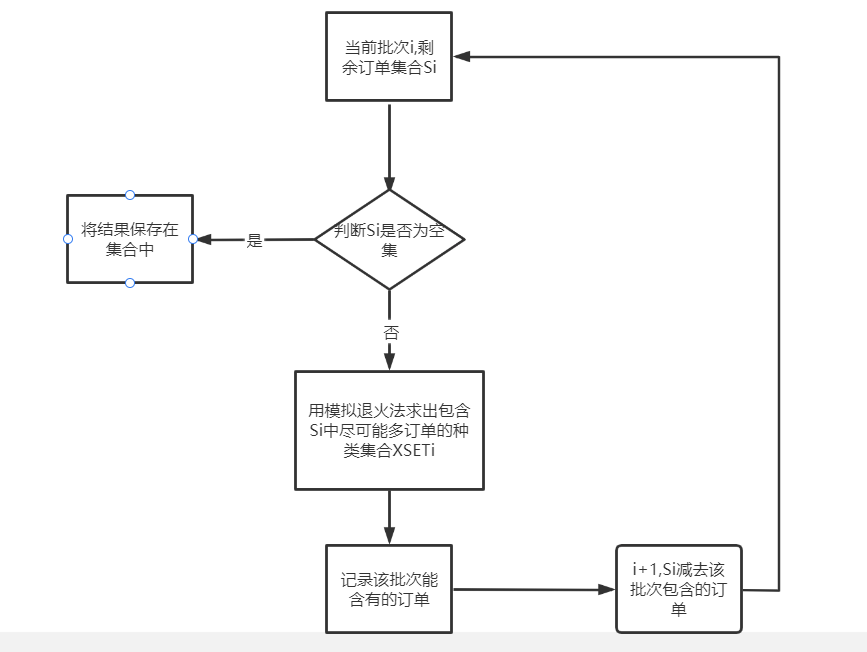 当前批次i,剩
余订单集合Si
将结果保存在
集合中
是
判断Si是否为空
集
否
用模拟退火法求出包含
Si中尽可能多订单的种
类集合XSETi
记录该批次能
含有的订单
i+1,Si减去该
批次包含的订
单